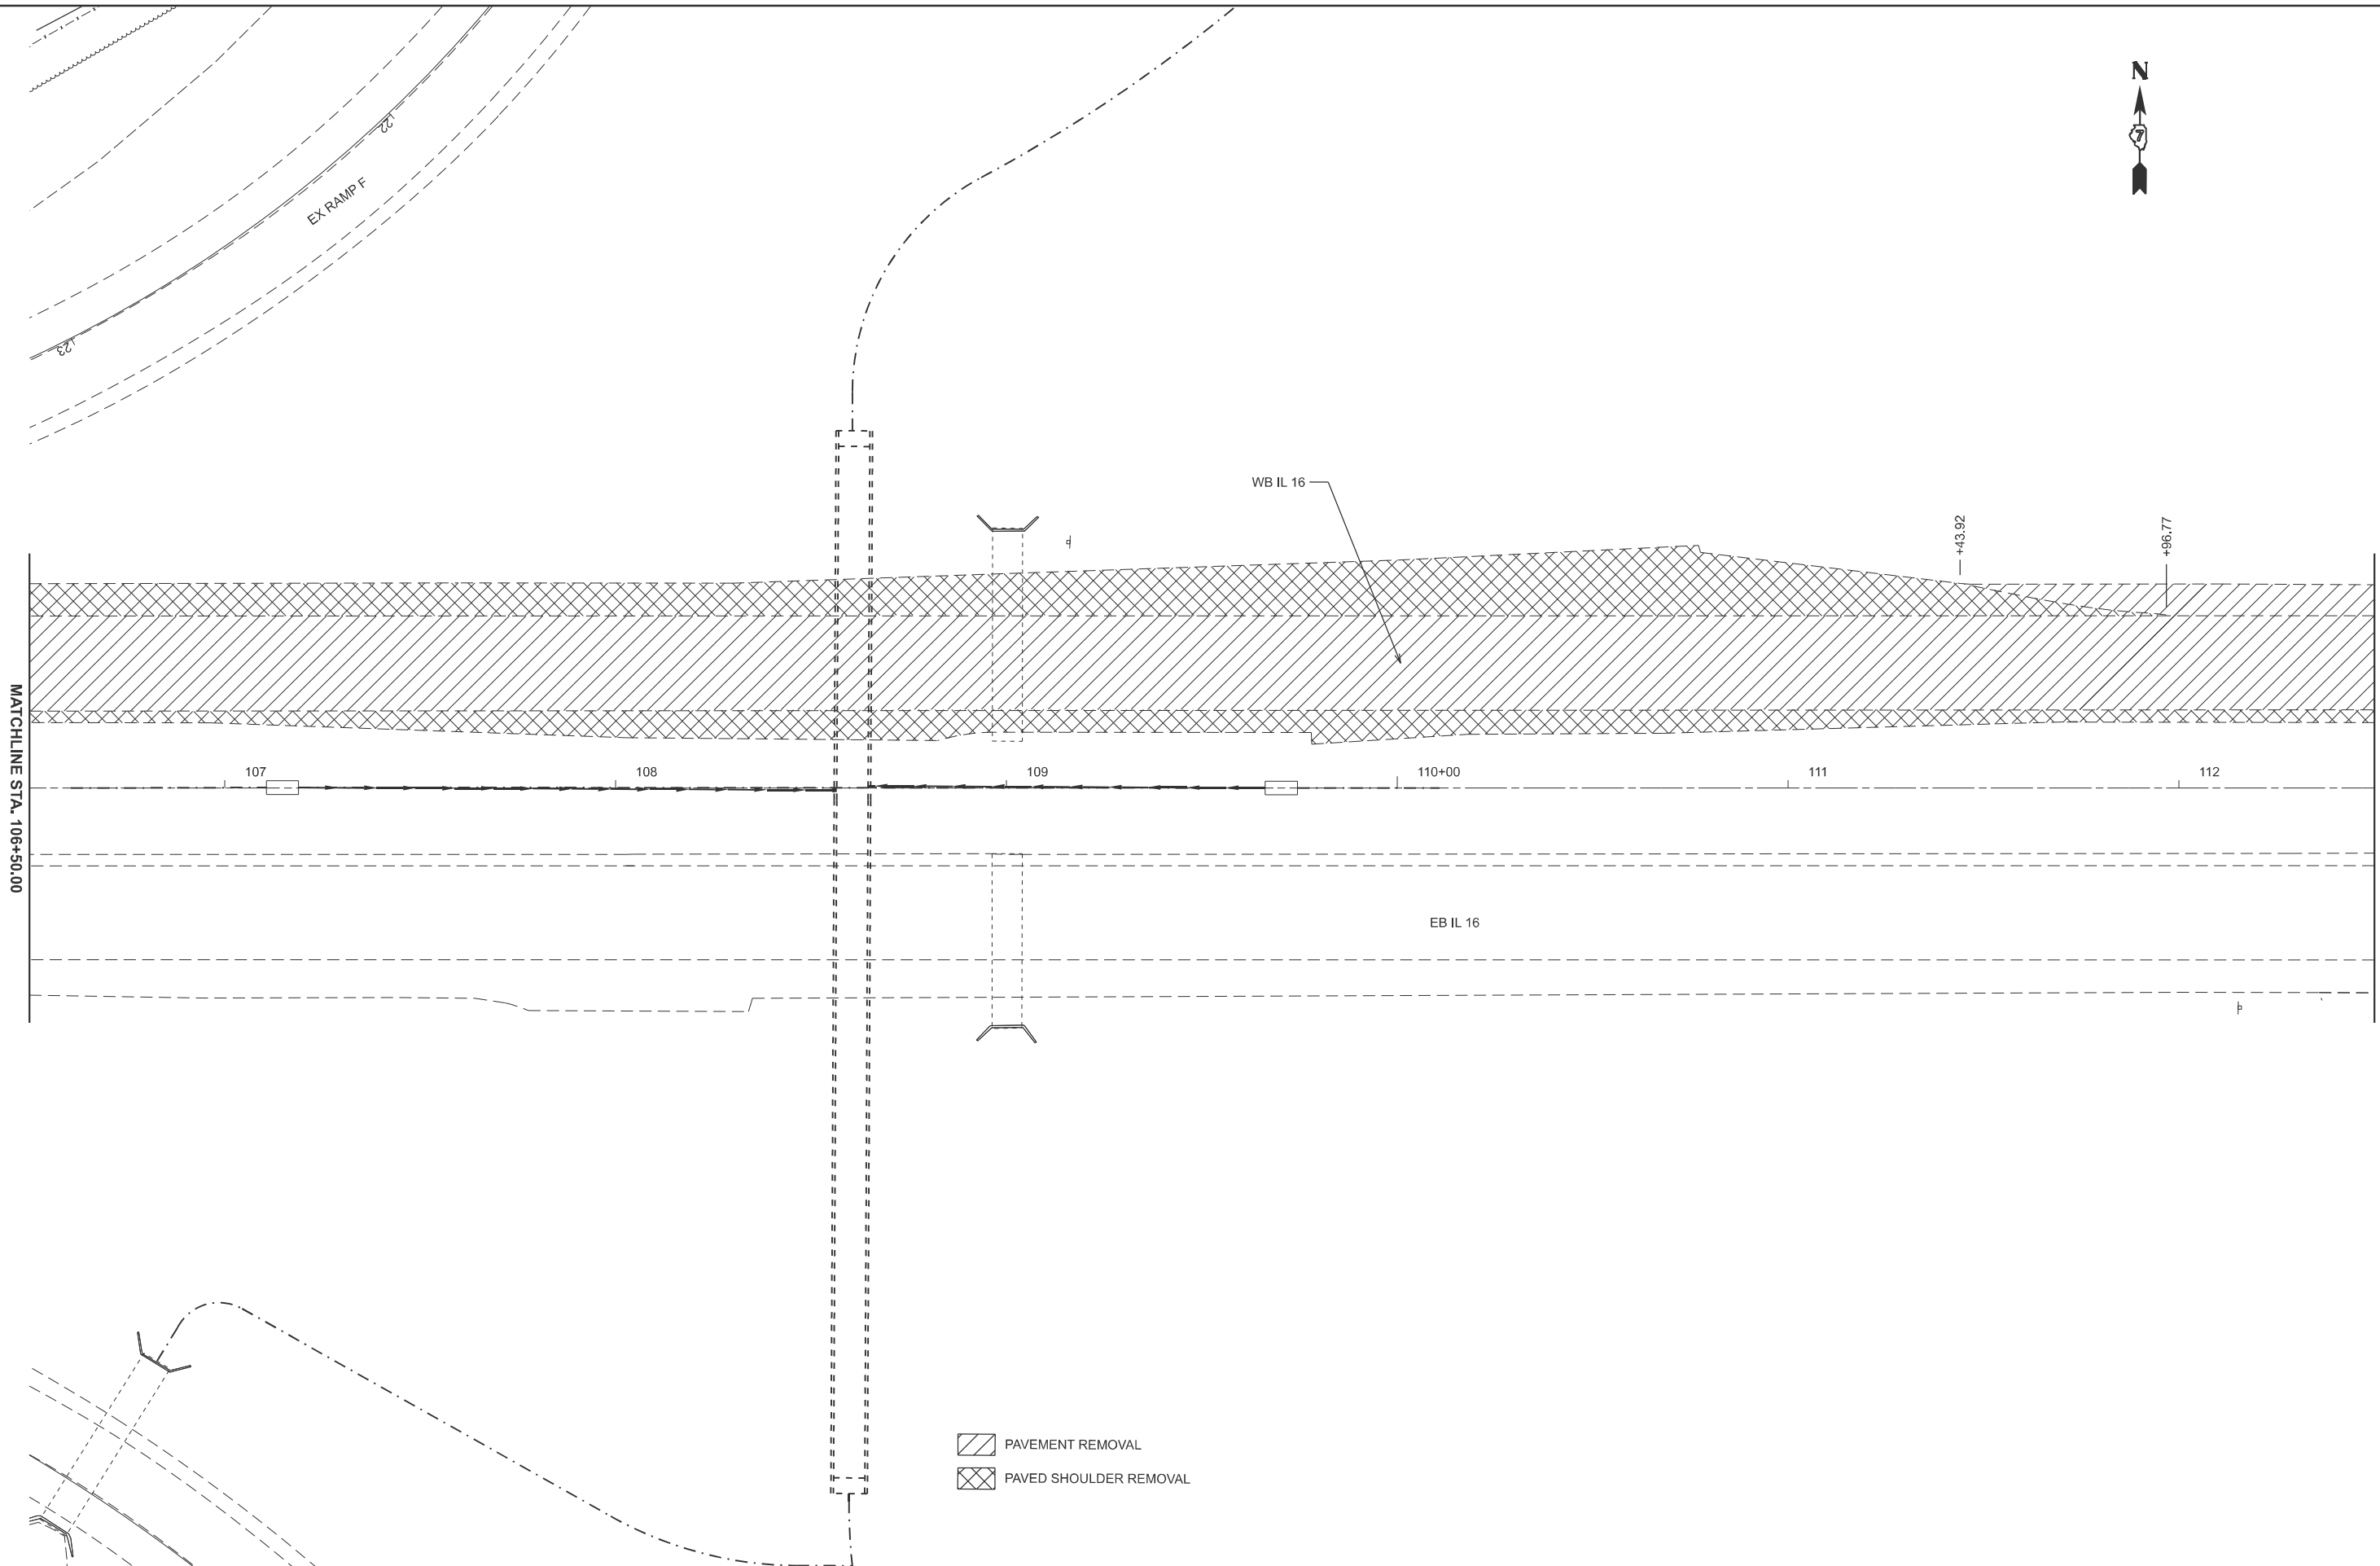 N
7
22
EX RAMP F
23
WB IL 16
+43.92
+96.77
MATCHLINE STA. 106+50.00
107
108
109
110+00
111
112
EB IL 16
PAVEMENT REMOVAL
PAVED SHOULDER REMOVAL